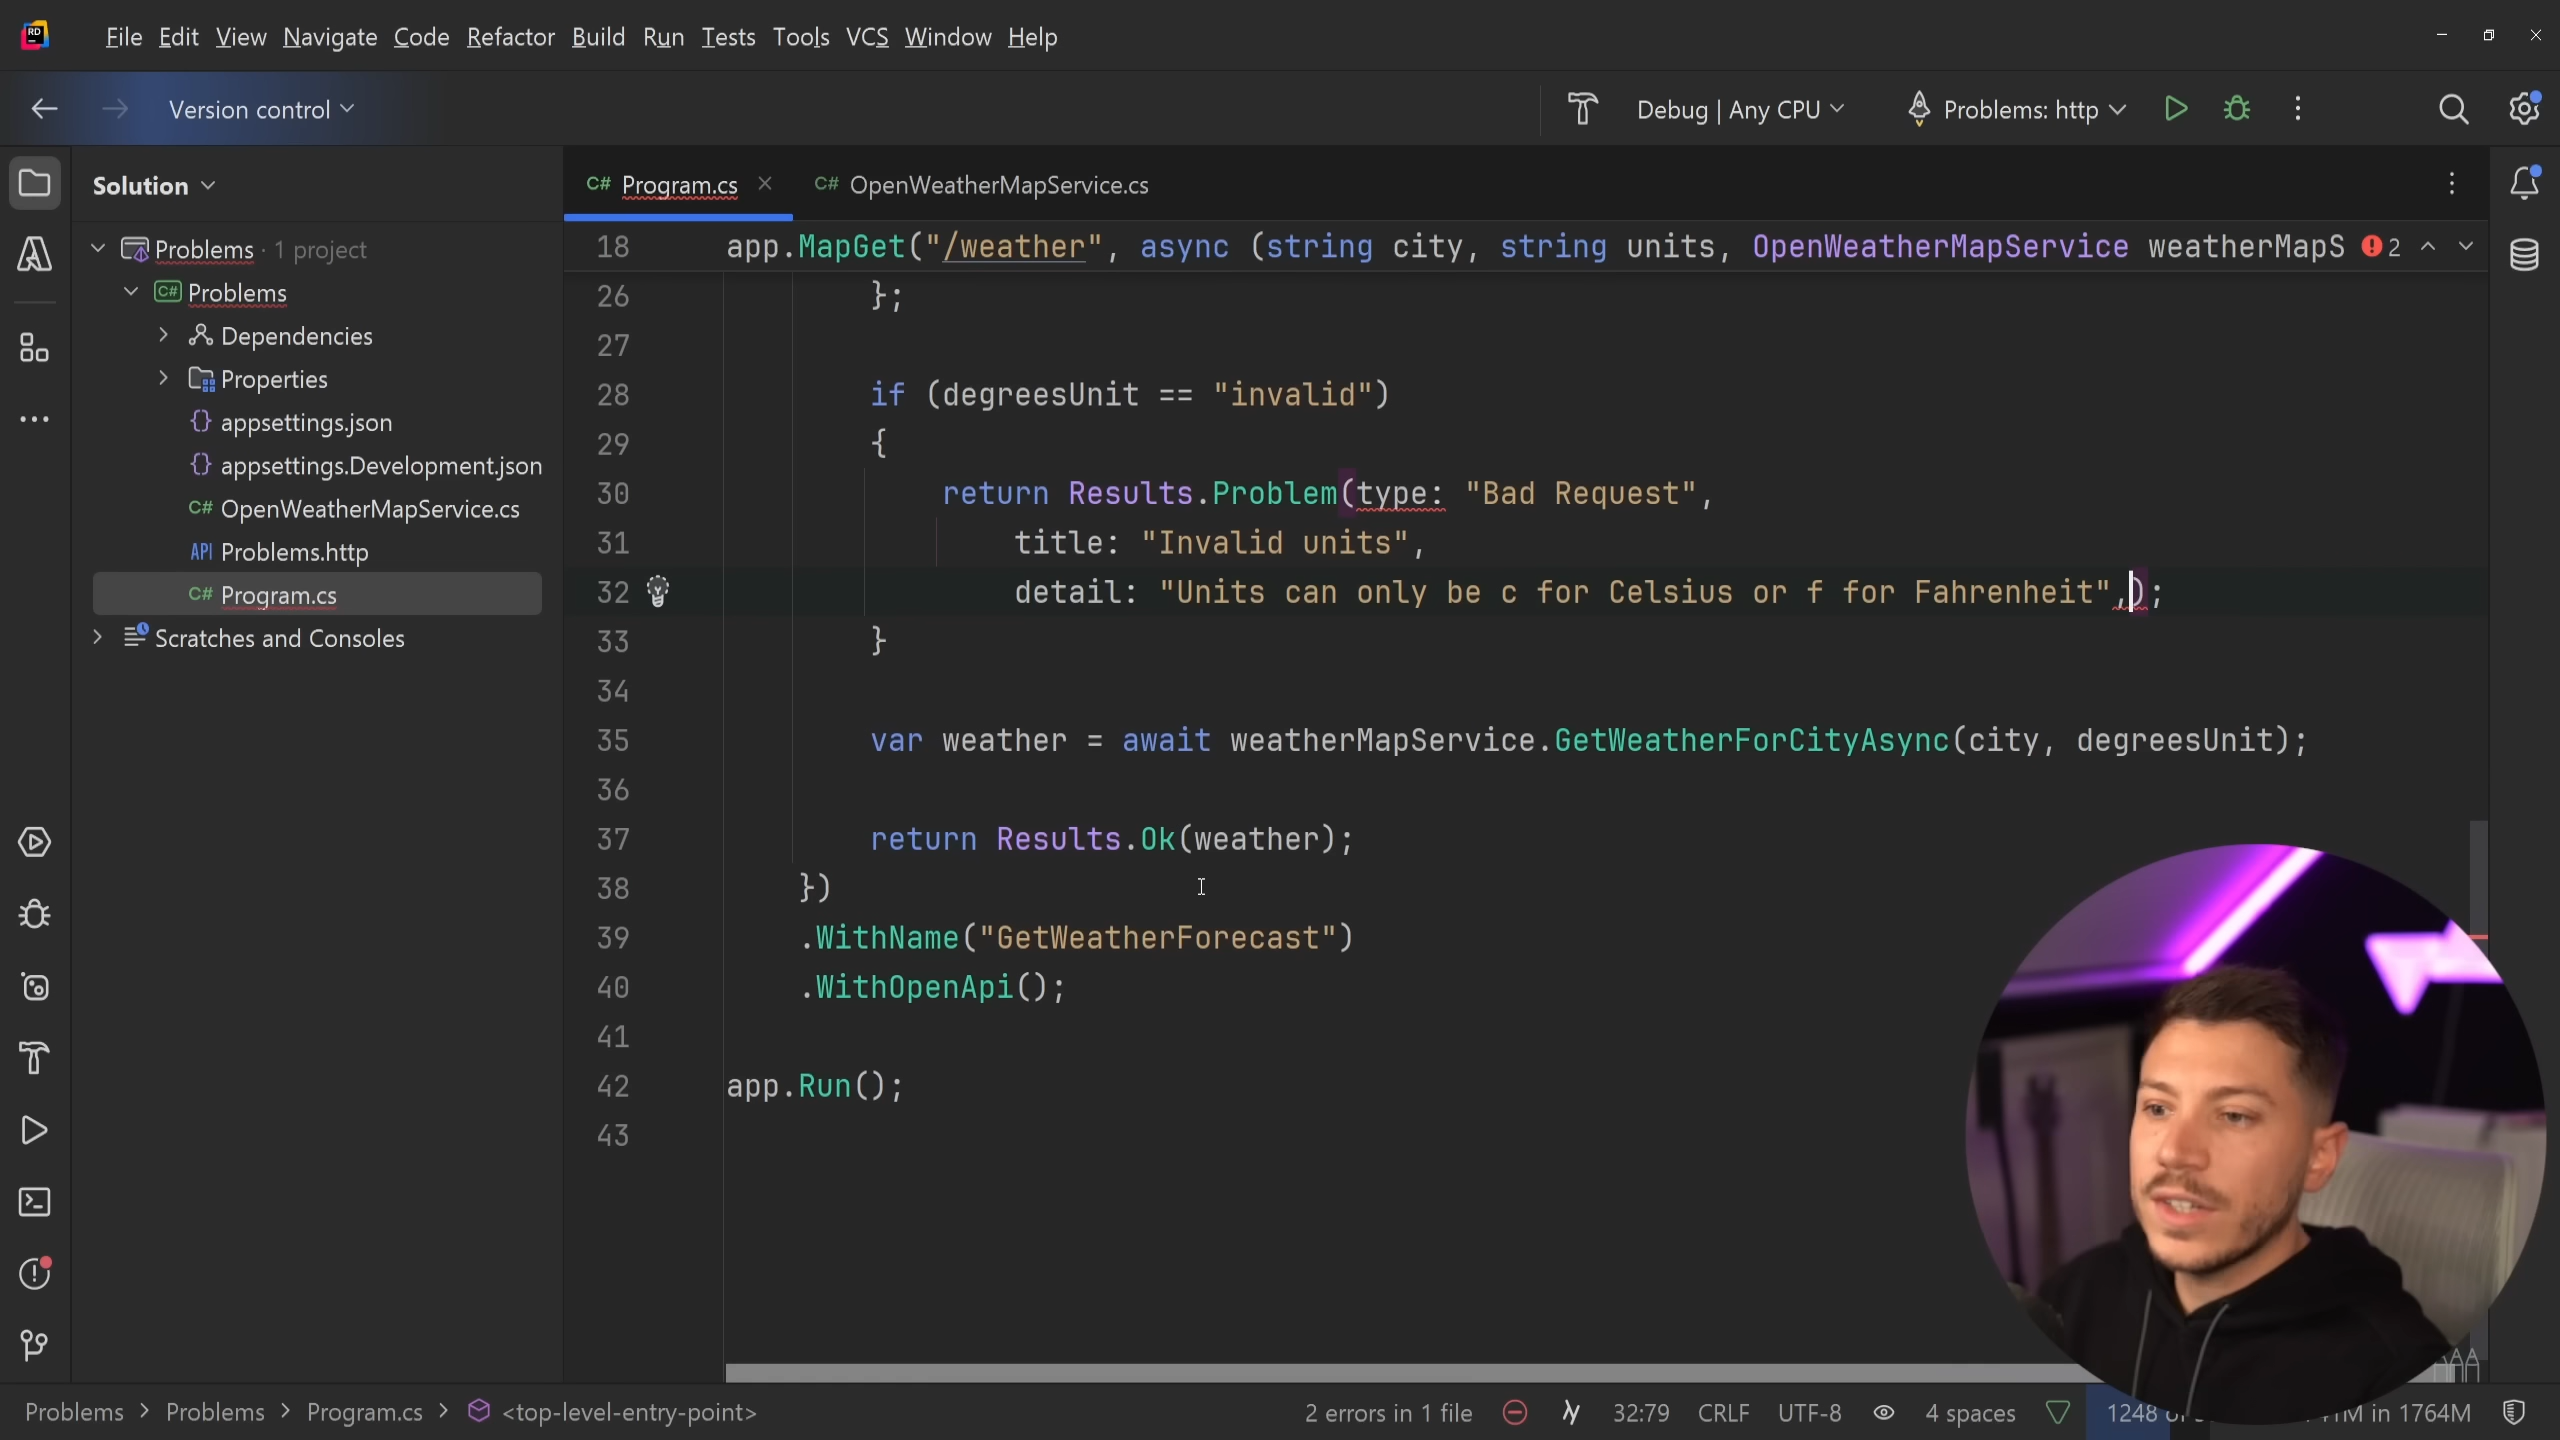 RD File Edit View Navigate Code Refactor Build Run Tests Tools VCS Window Help
Version control Debug | Any CPU Problems: http
Solution
Problems · 1 project
C# Problems
Dependencies
Properties
{} appsettings.json
{} appsettings.Development.json
C# OpenWeatherMapService.cs
API Problems.http
C# Program.cs
Scratches and Consoles
C# Program.cs C# OpenWeatherMapService.cs
18 app.MapGet("/weather", async (string city, string units, OpenWeatherMapService weatherMapS 2
26 };
27
28 if (degreesUnit == "invalid")
29 {
30 return Results.Problem(type: "Bad Request",
31 title: "Invalid units",
32 detail: "Units can only be c for Celsius or f for Fahrenheit",);
33 }
34
35 var weather = await weatherMapService.GetWeatherForCityAsync(city, degreesUnit);
36
37 return Results.Ok(weather);
38 })
39 .WithName("GetWeatherForecast")
40 .WithOpenApi();
41
42 app.Run();
43
Problems > Problems > Program.cs > <top-level-entry-point> 2 errors in 1 file 32:79 CRLF UTF-8 4 spaces 1248 in 1764M